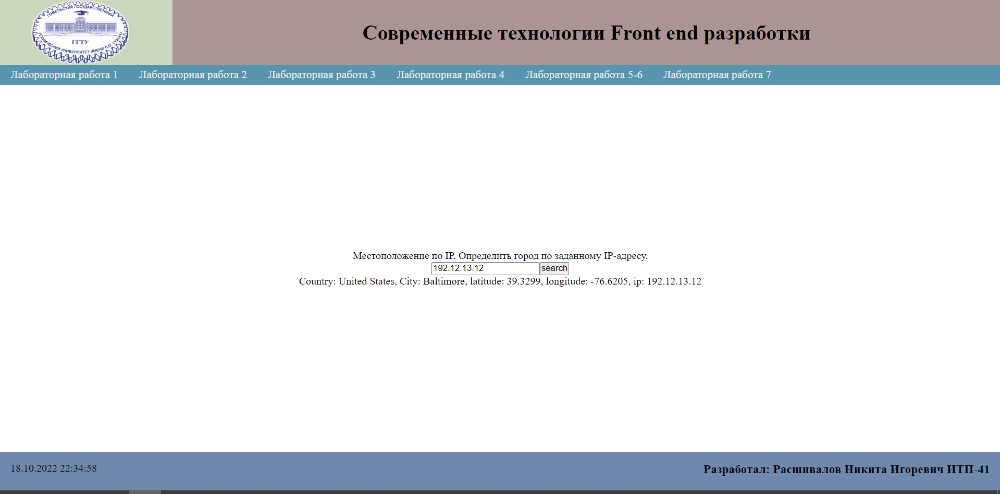 ГОМЕЛЬСКИЙ ГОСУДАРСТВЕННЫЙ
ГГТУ
ТЕХНИЧЕСКИЙ УНИВЕРСИТЕТ ИМЕНИ П.О. СУХОГО
Современные технологии Front end разработки
Лабораторная работа 1 Лабораторная работа 2 Лабораторная работа 3 Лабораторная работа 4 Лабораторная работа 5-6 Лабораторная работа 7
Местоположение по IP. Определить город по заданному IP-адресу.
192.12.13.12 search
Country: United States, City: Baltimore, latitude: 39.3299, longitude: -76.6205, ip: 192.12.13.12
18.10.2022 22:34:58 Разработал: Расшивалов Никита Игоревич ИТП-41